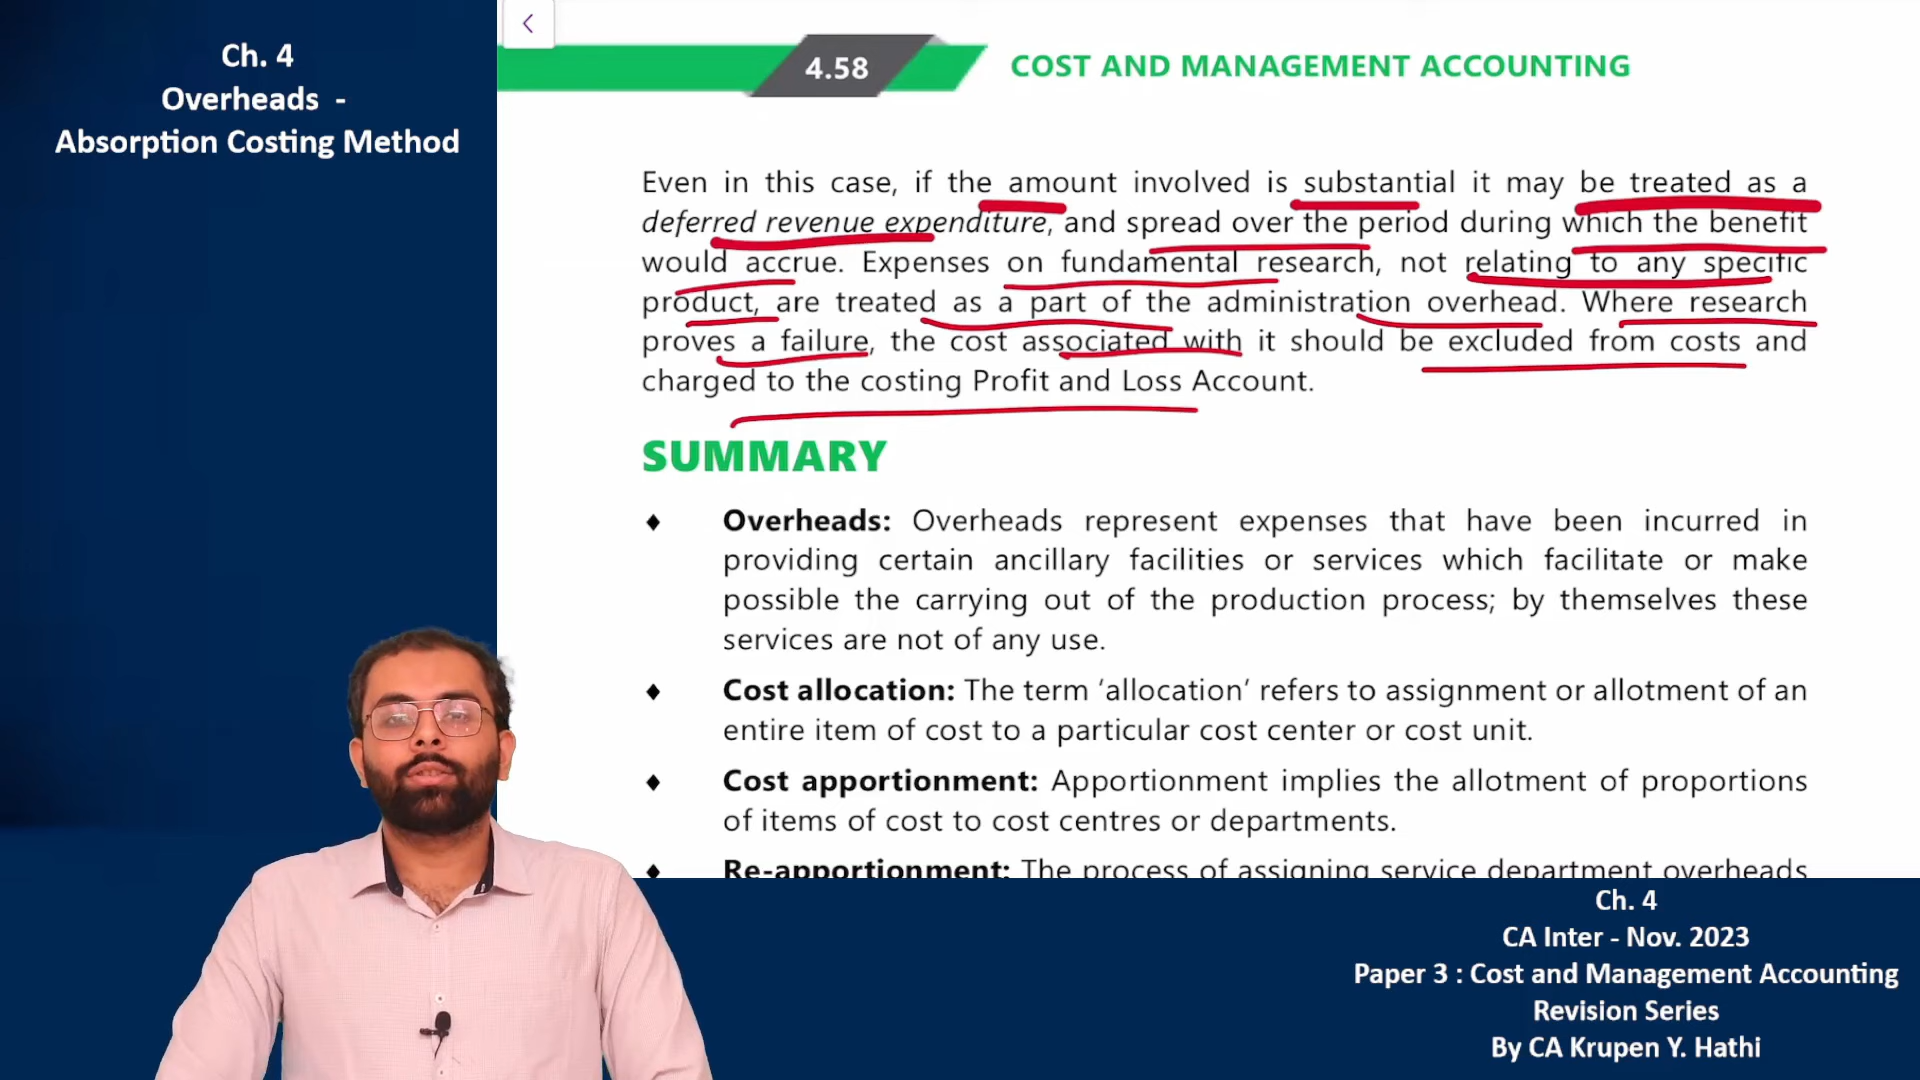 Ch. 4
Overheads -
Absorption Costing Method
4.58
COST AND MANAGEMENT ACCOUNTING
Even in this case, if the amount involved is substantial it may be treated as a
deferred revenue expenditure, and spread over the period during which the benefit
would accrue. Expenses on fundamental research, not relating to any specific
product, are treated as a part of the administration overhead. Where research
proves a failure, the cost associated with it should be excluded from costs and
charged to the costing Profit and Loss Account.
SUMMARY
♦ Overheads: Overheads represent expenses that have been incurred in
providing certain ancillary facilities or services which facilitate or make
possible the carrying out of the production process; by themselves these
services are not of any use.
♦ Cost allocation: The term ‘allocation’ refers to assignment or allotment of an
entire item of cost to a particular cost center or cost unit.
♦ Cost apportionment: Apportionment implies the allotment of proportions
of items of cost to cost centres or departments.
♦ Re-apportionment: The process of assigning service department overheads
Ch. 4
CA Inter - Nov. 2023
Paper 3 : Cost and Management Accounting
Revision Series
By CA Krupen Y. Hathi